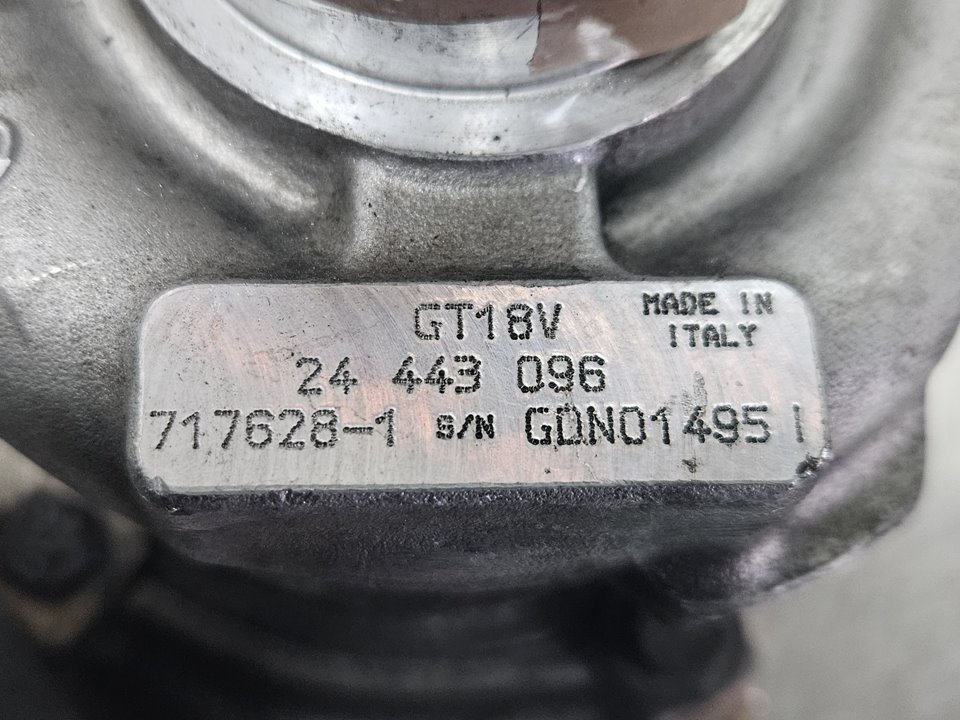 GT18V
MADE IN
ITALY
24 443 096
717628-1 S/N GDN01495 I